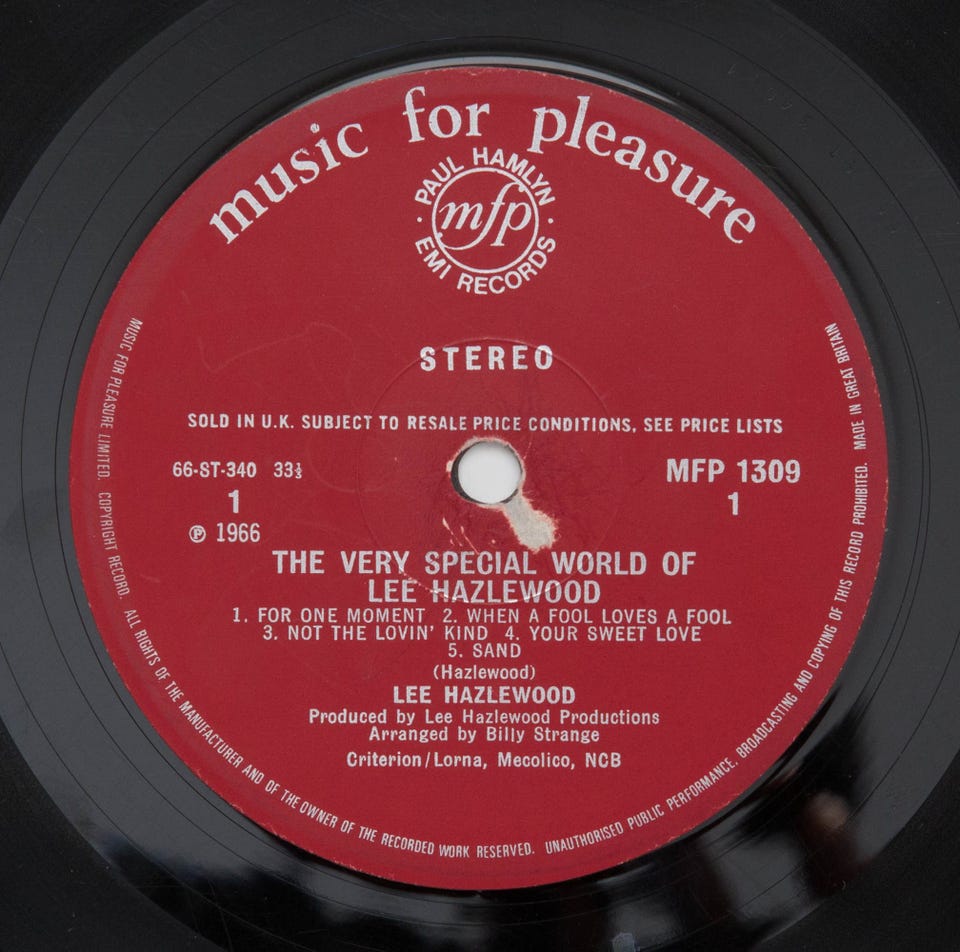 music for pleasure
PAUL HAMLYN
mfp
EMI RECORDS
STEREO
SOLD IN U.K. SUBJECT TO RESALE PRICE CONDITIONS, SEE PRICE LISTS
66-ST-340 33⅓
MFP 1309
1
1
℗ 1966
THE VERY SPECIAL WORLD OF
LEE HAZLEWOOD
1. FOR ONE MOMENT 2. WHEN A FOOL LOVES A FOOL
3. NOT THE LOVIN' KIND 4. YOUR SWEET LOVE
5. SAND
(Hazlewood)
LEE HAZLEWOOD
Produced by Lee Hazlewood Productions
Arranged by Billy Strange
Criterion/Lorna, Mecolico, NCB
MUSIC FOR PLEASURE LIMITED. COPYRIGHT RECORD. ALL RIGHTS OF THE MANUFACTURER AND OF THE OWNER OF THE RECORDED WORK RESERVED. UNAUTHORISED PUBLIC PERFORMANCE, BROADCASTING AND COPYING OF THIS RECORD PROHIBITED. MADE IN GREAT BRITAIN